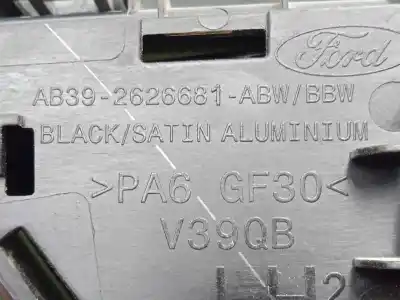 Ford
AB39-2626681-ABW/BBW
BLACK/SATIN ALUMINIUM
>PA6 GF30<
V39QB